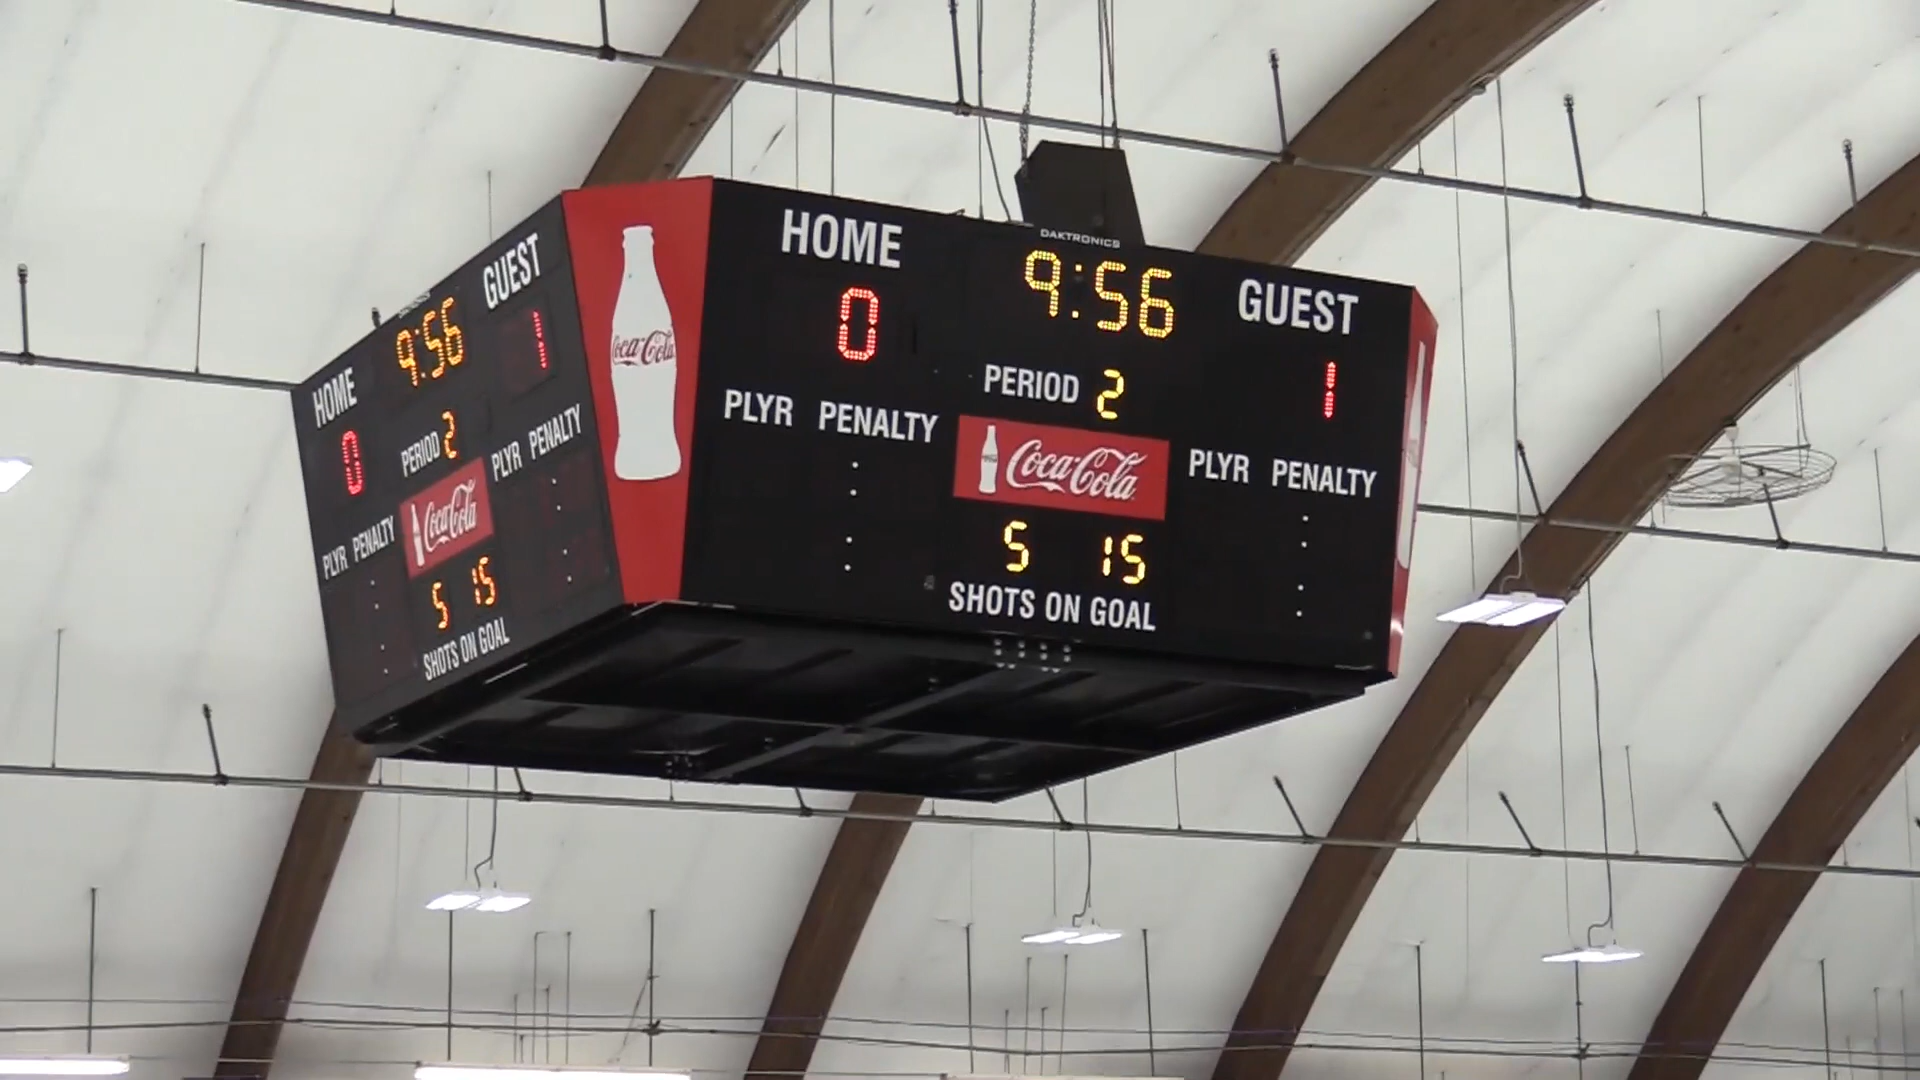 HOME
GUEST
9:56
0
1
PERIOD 2
PLYR PENALTY
PLYR PENALTY
Coca-Cola
5 15
SHOTS ON GOAL
Coca-Cola
DAKTRONICS
HOME
9:56
GUEST
0
1
PERIOD 2
PLYR PENALTY
Coca-Cola
PLYR PENALTY
5 15
SHOTS ON GOAL